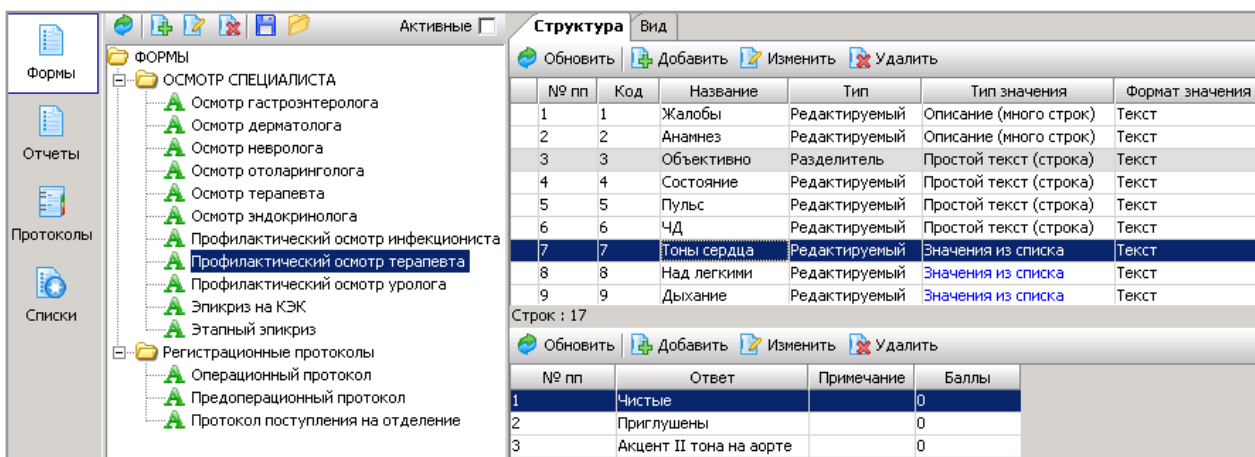 Формы
Отчеты
Протоколы
Списки
Активные
ФОРМЫ
ОСМОТР СПЕЦИАЛИСТА
Осмотр гастроэнтеролога
Осмотр дерматолога
Осмотр невролога
Осмотр отоларинголога
Осмотр терапевта
Осмотр эндокринолога
Профилактический осмотр инфекциониста
Профилактический осмотр терапевта
Профилактический осмотр уролога
Эпикриз на КЭК
Этапный эпикриз
Регистрационные протоколы
Операционный протокол
Предоперационный протокол
Протокол поступления на отделение
Структура Вид
Обновить Добавить Изменить Удалить
№ пп Код Название Тип Тип значения Формат значения
1 1 Жалобы Редактируемый Описание (много строк) Текст
2 2 Анамнез Редактируемый Описание (много строк) Текст
3 3 Объективно Разделитель Простой текст (строка) Текст
4 4 Состояние Редактируемый Простой текст (строка) Текст
5 5 Пульс Редактируемый Простой текст (строка) Текст
6 6 ЧД Редактируемый Простой текст (строка) Текст
7 7 Тоны сердца Редактируемый Значения из списка Текст
8 8 Над легкими Редактируемый Значения из списка Текст
9 9 Дыхание Редактируемый Значения из списка Текст
Строк : 17
Обновить Добавить Изменить Удалить
№ пп Ответ Примечание Баллы
1 Чистые 0
2 Приглушены 0
3 Акцент II тона на аорте 0